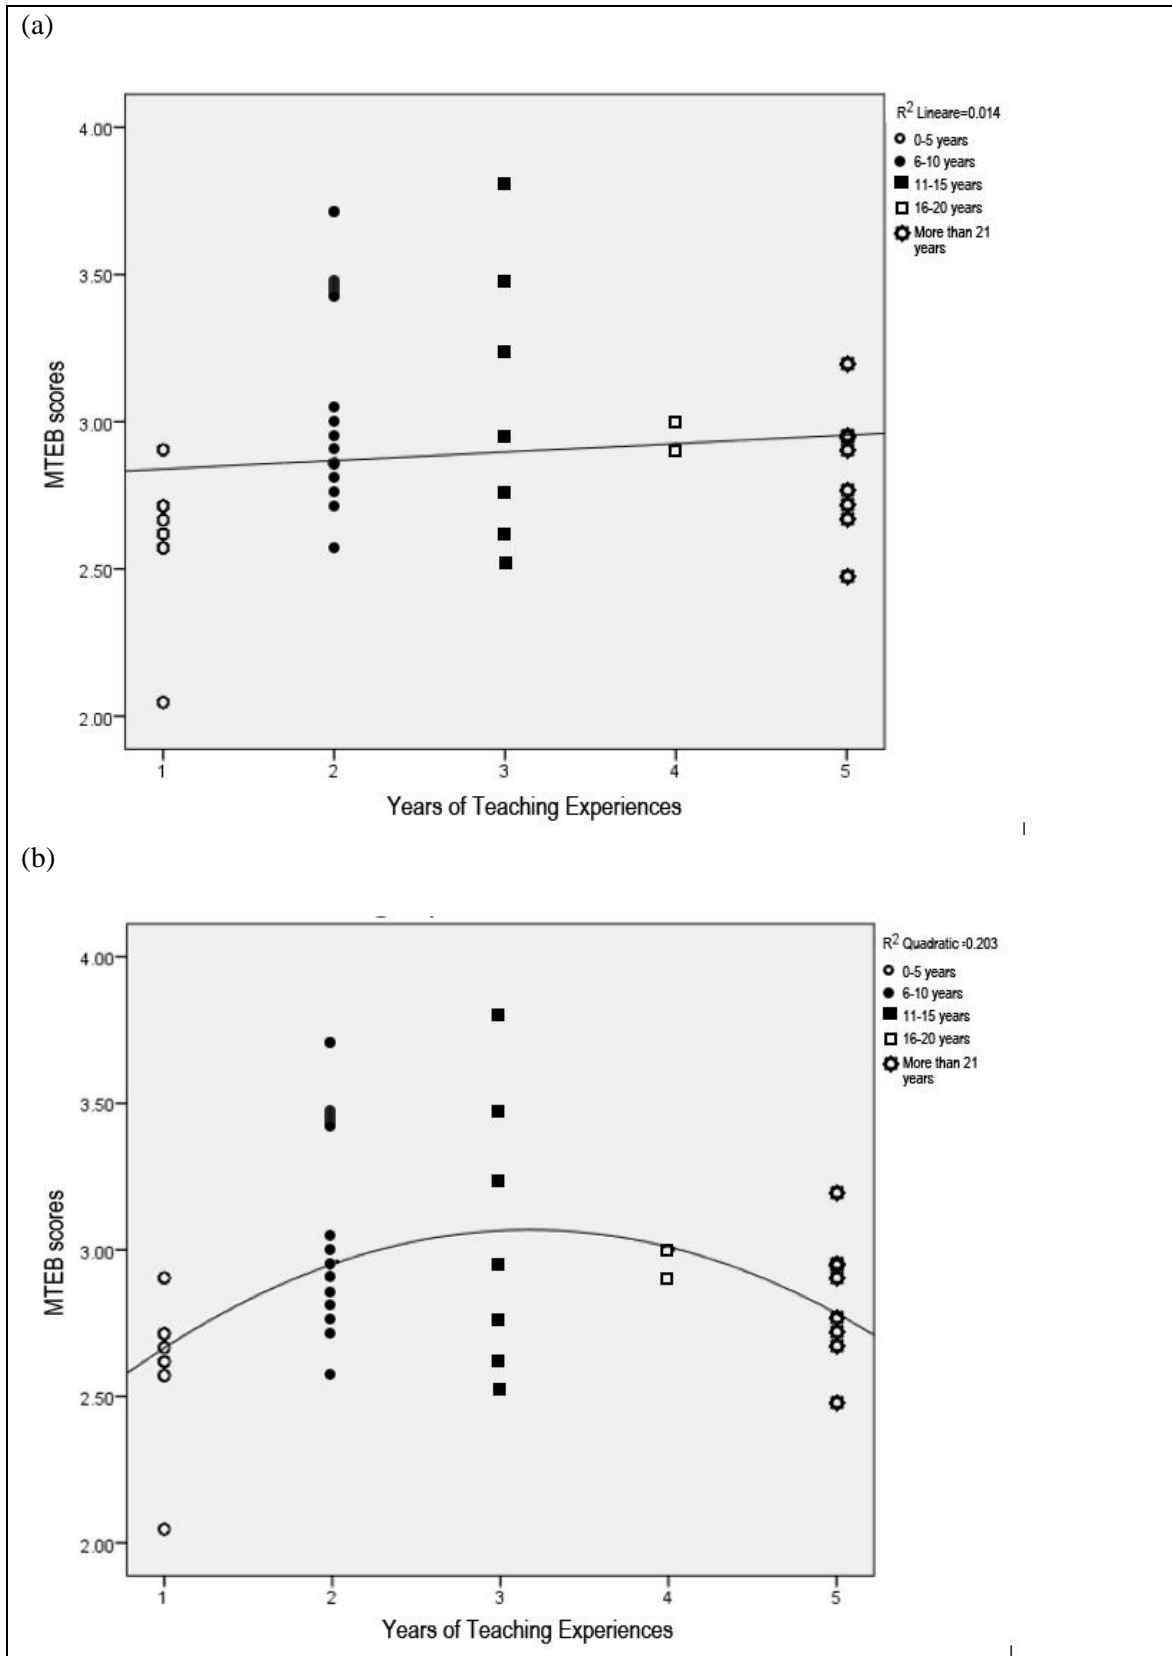 (a)
R2 Lineare=0.014
0-5 years
6-10 years
11-15 years
16-20 years
More than 21
years
4.00
3.50
3.00
2.50
2.00
MTEB scores
1 2 3 4 5
Years of Teaching Experiences
(b)
R2 Quadratic =0.203
0-5 years
6-10 years
11-15 years
16-20 years
More than 21
years
4.00
3.50
3.00
2.50
2.00
MTEB scores
1 2 3 4 5
Years of Teaching Experiences